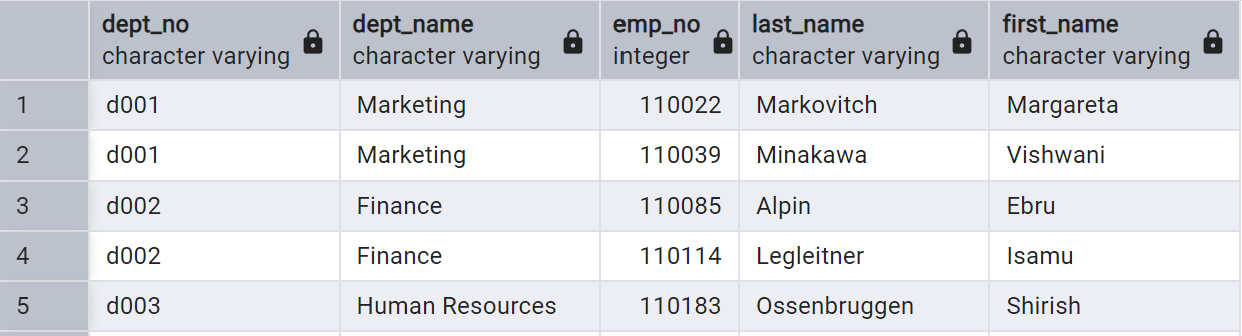 dept_no dept_name emp_no last_name first_name
character varying character varying integer character varying character varying
1 d001 Marketing 110022 Markovitch Margareta
2 d001 Marketing 110039 Minakawa Vishwani
3 d002 Finance 110085 Alpin Ebru
4 d002 Finance 110114 Legleitner Isamu
5 d003 Human Resources 110183 Ossenbruggen Shirish